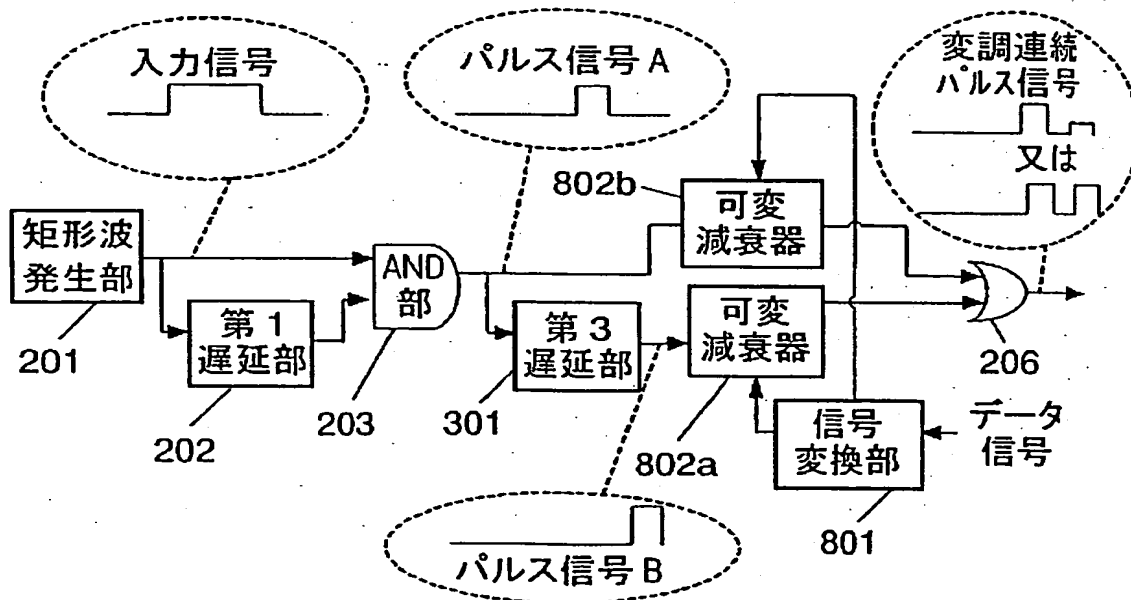 入力信号
パルス信号A
変調連続
パルス信号
又は
802b
可変
減衰器
矩形波
発生部
AND
部
201
第1
遅延部
第3
遅延部
可変
減衰器
206
202
203
301
802a
信号
変換部
データ
信号
801
パルス信号B